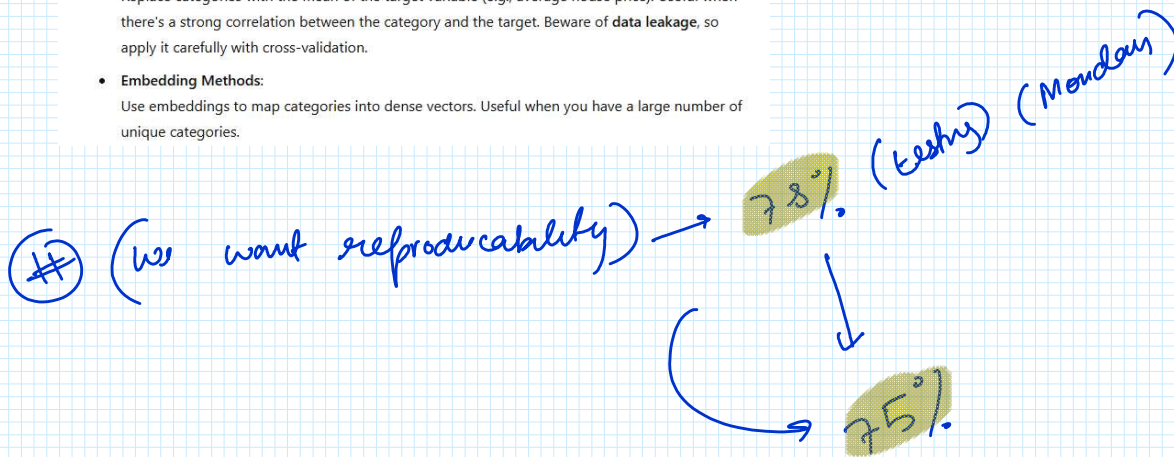 there's a strong correlation between the category and the target. Beware of data leakage, so
apply it carefully with cross-validation.
• Embedding Methods:
Use embeddings to map categories into dense vectors. Useful when you have a large number of
unique categories.
# (we want reproducability) → 78% (testing) (Monday)
75%